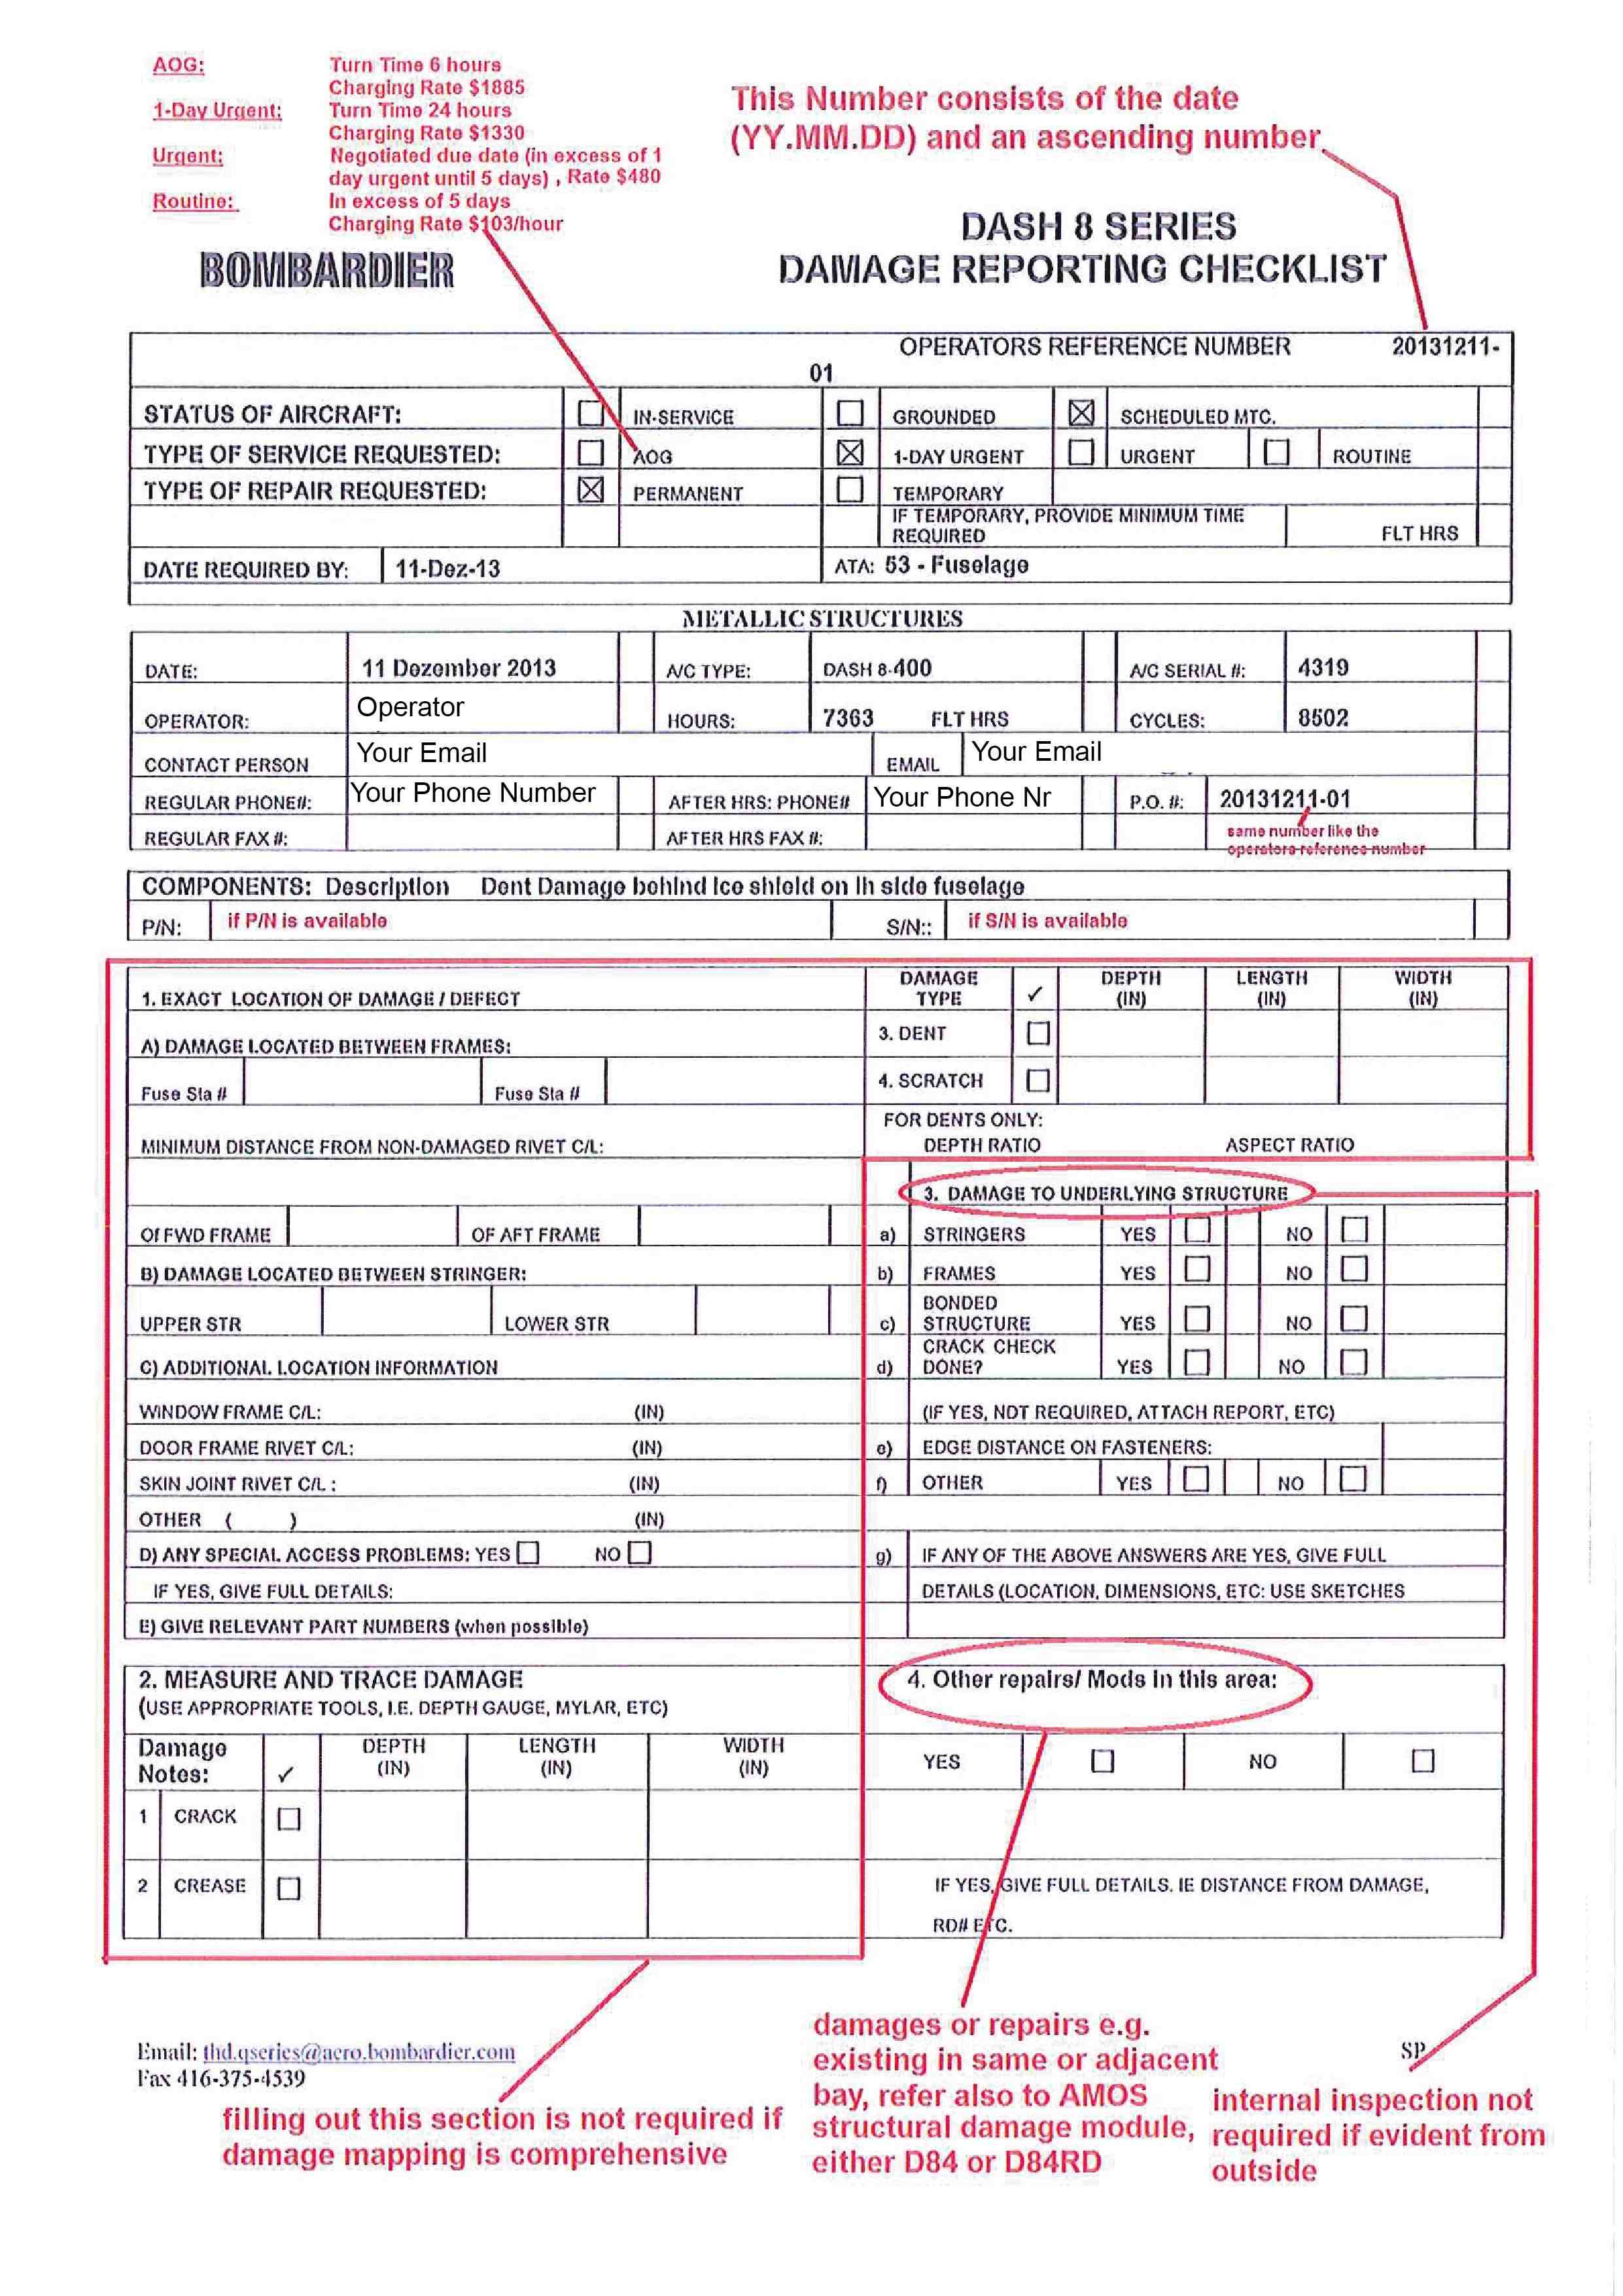 AOG: Turn Time 6 hours
Charging Rate $1885
1-Day Urgent: Turn Time 24 hours
Charging Rate $1330
Urgent: Negotiated due date (in excess of 1
day urgent until 5 days) , Rate $480
Routine: In excess of 5 days
Charging Rate $103/hour
This Number consists of the date
(YY.MM.DD) and an ascending number
BOMBARDIER
DASH 8 SERIES
DAMAGE REPORTING CHECKLIST
OPERATORS REFERENCE NUMBER 20131211-
01
STATUS OF AIRCRAFT: IN-SERVICE GROUNDED SCHEDULED MTC.
TYPE OF SERVICE REQUESTED: AOG 1-DAY URGENT URGENT ROUTINE
TYPE OF REPAIR REQUESTED: PERMANENT TEMPORARY
IF TEMPORARY, PROVIDE MINIMUM TIME
REQUIRED FLT HRS
DATE REQUIRED BY: 11-Dez-13 ATA: 53 - Fuselage
METALLIC STRUCTURES
DATE: 11 Dezember 2013 A/C TYPE: DASH 8-400 A/C SERIAL #: 4319
OPERATOR: Operator HOURS: 7363 FLT HRS CYCLES: 8502
CONTACT PERSON Your Email EMAIL Your Email
REGULAR PHONE#: Your Phone Number AFTER HRS: PHONE# Your Phone Nr P.O. #: 20131211-01
REGULAR FAX #: AFTER HRS FAX #: same number like the
operators reference number
COMPONENTS: Description Dent Damage behind Ice shield on lh side fuselage
P/N: if P/N is available S/N:: if S/N is available
1. EXACT LOCATION OF DAMAGE / DEFECT
A) DAMAGE LOCATED BETWEEN FRAMES:
Fuse Sta # Fuse Sta #
MINIMUM DISTANCE FROM NON-DAMAGED RIVET C/L:
Of FWD FRAME OF AFT FRAME
B) DAMAGE LOCATED BETWEEN STRINGER:
UPPER STR LOWER STR
C) ADDITIONAL LOCATION INFORMATION
WINDOW FRAME C/L: (IN)
DOOR FRAME RIVET C/L: (IN)
SKIN JOINT RIVET C/L : (IN)
OTHER ( ) (IN)
D) ANY SPECIAL ACCESS PROBLEMS: YES NO
IF YES, GIVE FULL DETAILS:
E) GIVE RELEVANT PART NUMBERS (when possible)
DAMAGE DEPTH LENGTH WIDTH
TYPE ✓ (IN) (IN) (IN)
3. DENT
4. SCRATCH
FOR DENTS ONLY:
DEPTH RATIO ASPECT RATIO
3. DAMAGE TO UNDERLYING STRUCTURE
a) STRINGERS YES NO
b) FRAMES YES NO
BONDED
c) STRUCTURE YES NO
CRACK CHECK
d) DONE? YES NO
(IF YES, NDT REQUIRED, ATTACH REPORT, ETC)
e) EDGE DISTANCE ON FASTENERS:
f) OTHER YES NO
g) IF ANY OF THE ABOVE ANSWERS ARE YES, GIVE FULL
DETAILS (LOCATION, DIMENSIONS, ETC: USE SKETCHES
2. MEASURE AND TRACE DAMAGE
(USE APPROPRIATE TOOLS, I.E. DEPTH GAUGE, MYLAR, ETC)
Damage DEPTH LENGTH WIDTH
Notes: ✓ (IN) (IN) (IN)
1 CRACK
2 CREASE
4. Other repairs/ Mods in this area:
YES NO
IF YES, GIVE FULL DETAILS. IE DISTANCE FROM DAMAGE,
RD# ETC.
Email: thd.qseries@aero.bombardier.com
Fax 416-375-4539
SP
filling out this section is not required if
damage mapping is comprehensive
damages or repairs e.g.
existing in same or adjacent
bay, refer also to AMOS
structural damage module,
either D84 or D84RD
internal inspection not
required if evident from
outside